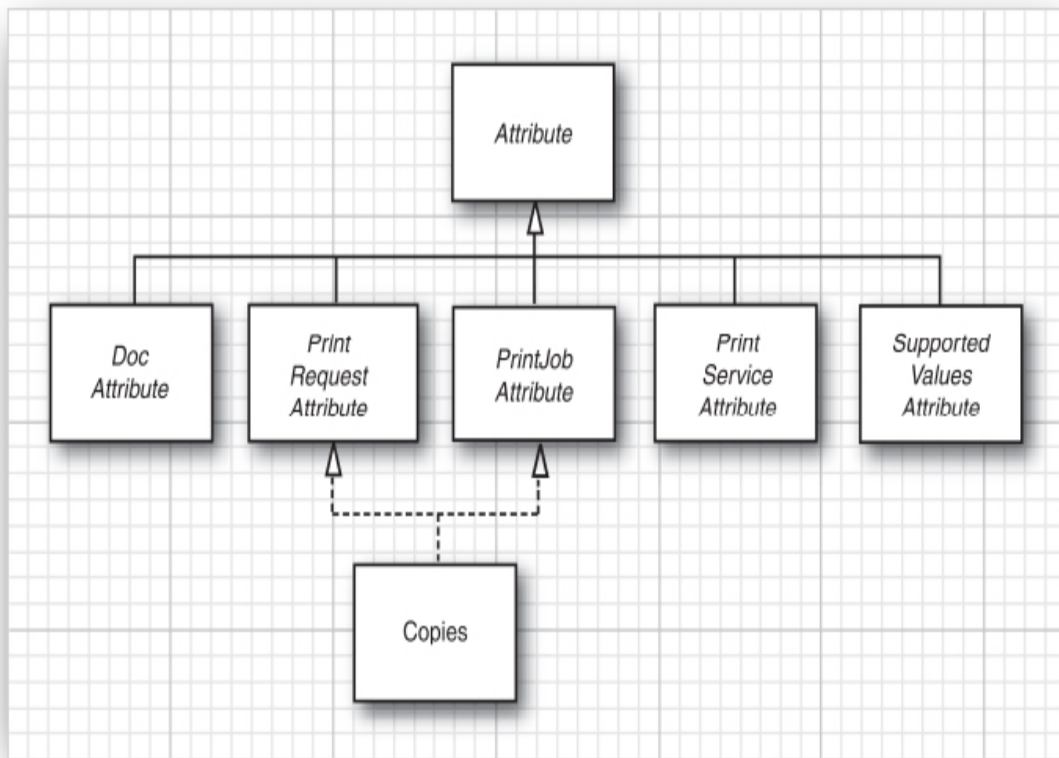 Attribute
Doc
Attribute
Print
Request
Attribute
PrintJob
Attribute
Print
Service
Attribute
Supported
Values
Attribute
Copies